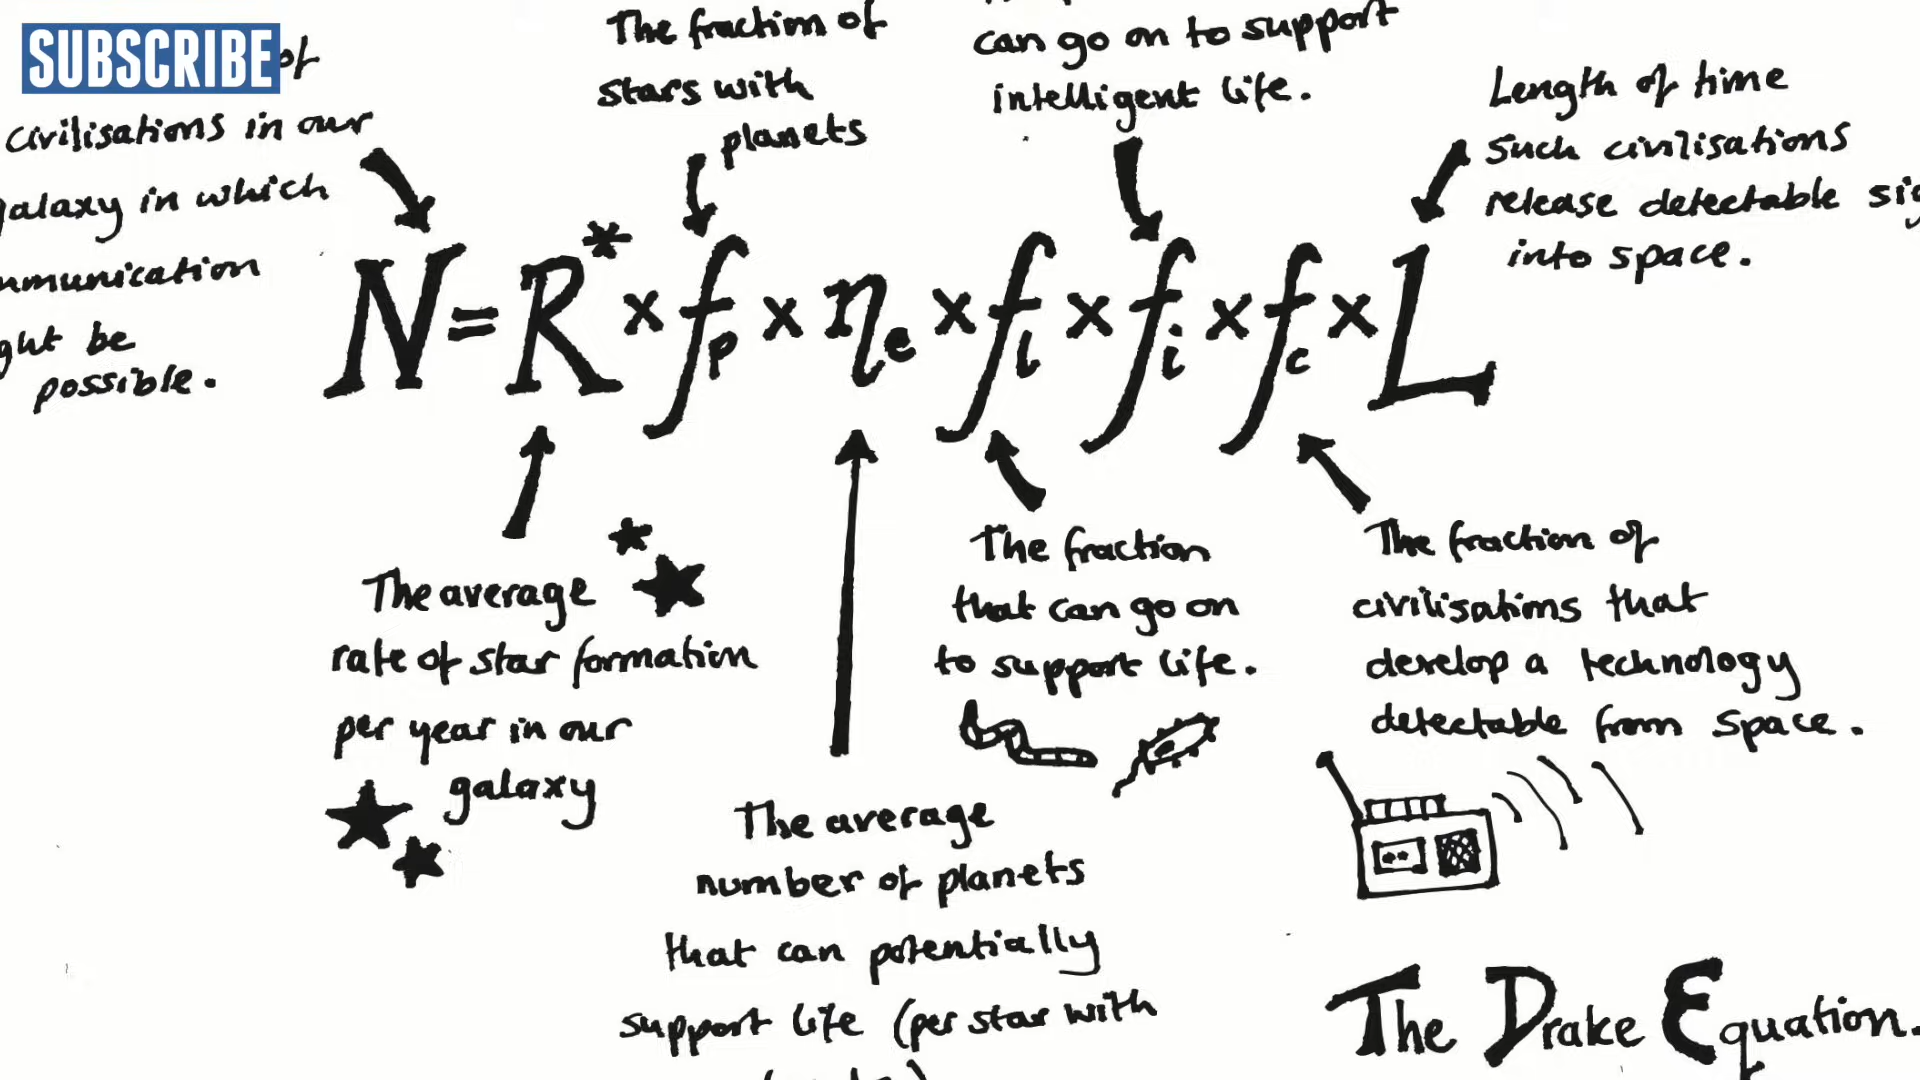 SUBSCRIBE
of
civilisations in our
galaxy in which
possible.
be
The fraction of
stars with
planets
can go on to support
intelligent life.
Length of time
such civilisations
release detectable
into space.
N = R* × fp × ne × fl × fi × fc × L
The average
rate of star formation
per year in our
galaxy
The average
number of planets
that can potentially
support life (per star with
The fraction
that can go on
to support life.
The fraction of
civilisations that
develop a technology
detectable from space.
The Drake Equation.